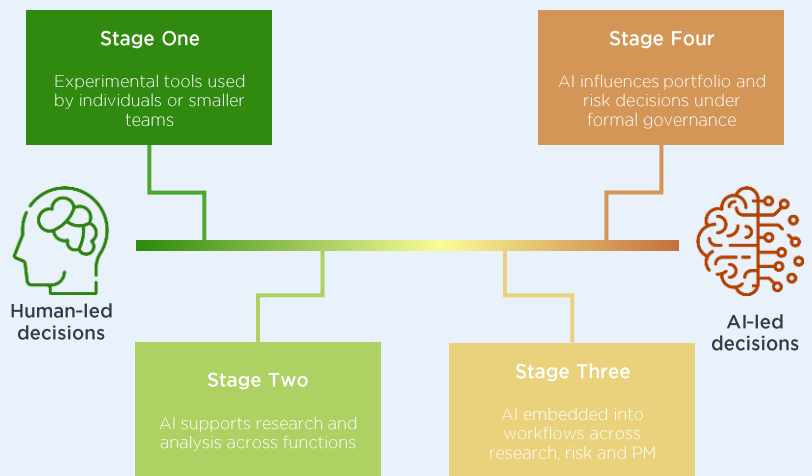 Stage One
Experimental tools used
by individuals or smaller
teams
Stage Four
AI influences portfolio and
risk decisions under
formal governance
Human-led
decisions
AI-led
decisions
Stage Two
AI supports research and
analysis across functions
Stage Three
AI embedded into
workflows across
research, risk and PM